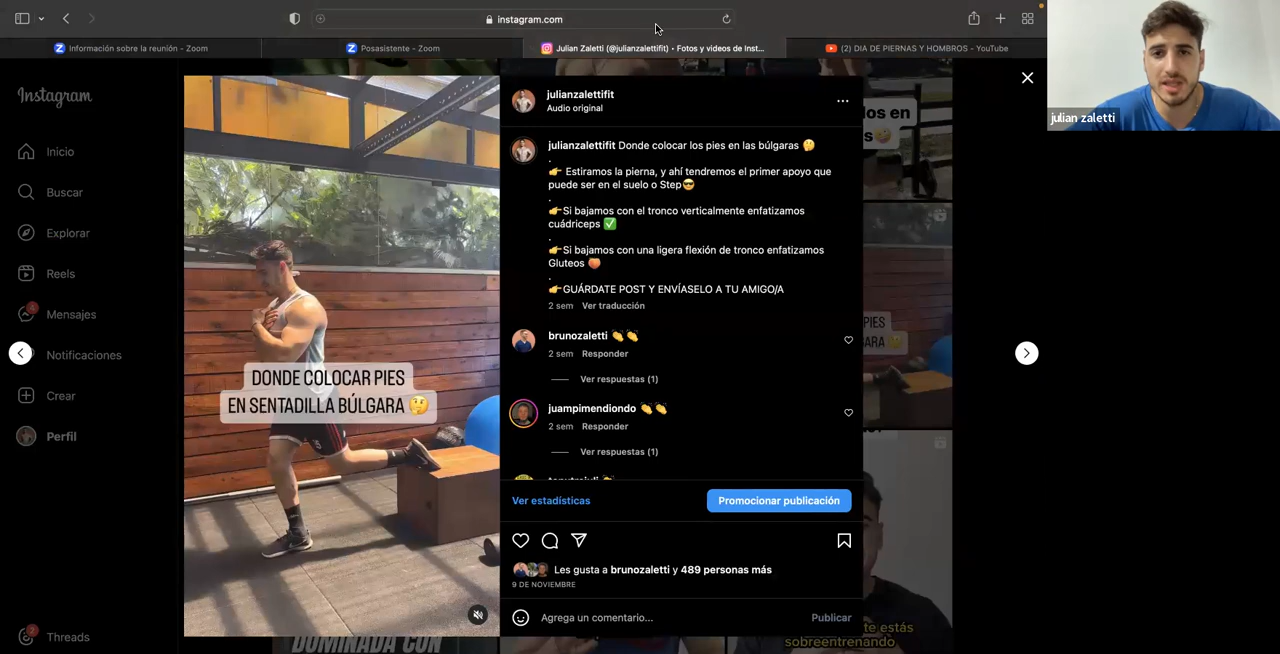 instagram.com
Información sobre la reunión - Zoom
Posasistente - Zoom
Julian Zaletti (@julianzalettifit) • Fotos y videos de Inst...
(2) DIA DE PIERNAS Y HOMBROS - YouTube
julian zaletti
Instagram
Inicio
Buscar
Explorar
Reels
4
Mensajes
Notificaciones
Crear
Perfil
2
Threads
DONDE COLOCAR PIES
EN SENTADILLA BÚLGARA 🤔
julianzalettifit
Audio original
julianzalettifit Donde colocar los pies en las búlgaras 🤔
.
👉 Estiramos la pierna, y ahí tendremos el primer apoyo que
puede ser en el suelo o Step😎
.
👉Si bajamos con el tronco verticalmente enfatizamos
cuádriceps ✅
.
👉Si bajamos con una ligera flexión de tronco enfatizamos
Gluteos 🍑
.
👉GUÁRDATE POST Y ENVÍASELO A TU AMIGO/A
2 sem Ver traducción
brunozaletti 👏👏
2 sem Responder
Ver respuestas (1)
juampimendiondo 👏👏
2 sem Responder
Ver respuestas (1)
Ver estadísticas
Promocionar publicación
Les gusta a brunozaletti y 489 personas más
9 DE NOVIEMBRE
Agrega un comentario...
Publicar
os en
PIES
ARA 🤔
te estás
sobreentrenando
DOMINADA CON